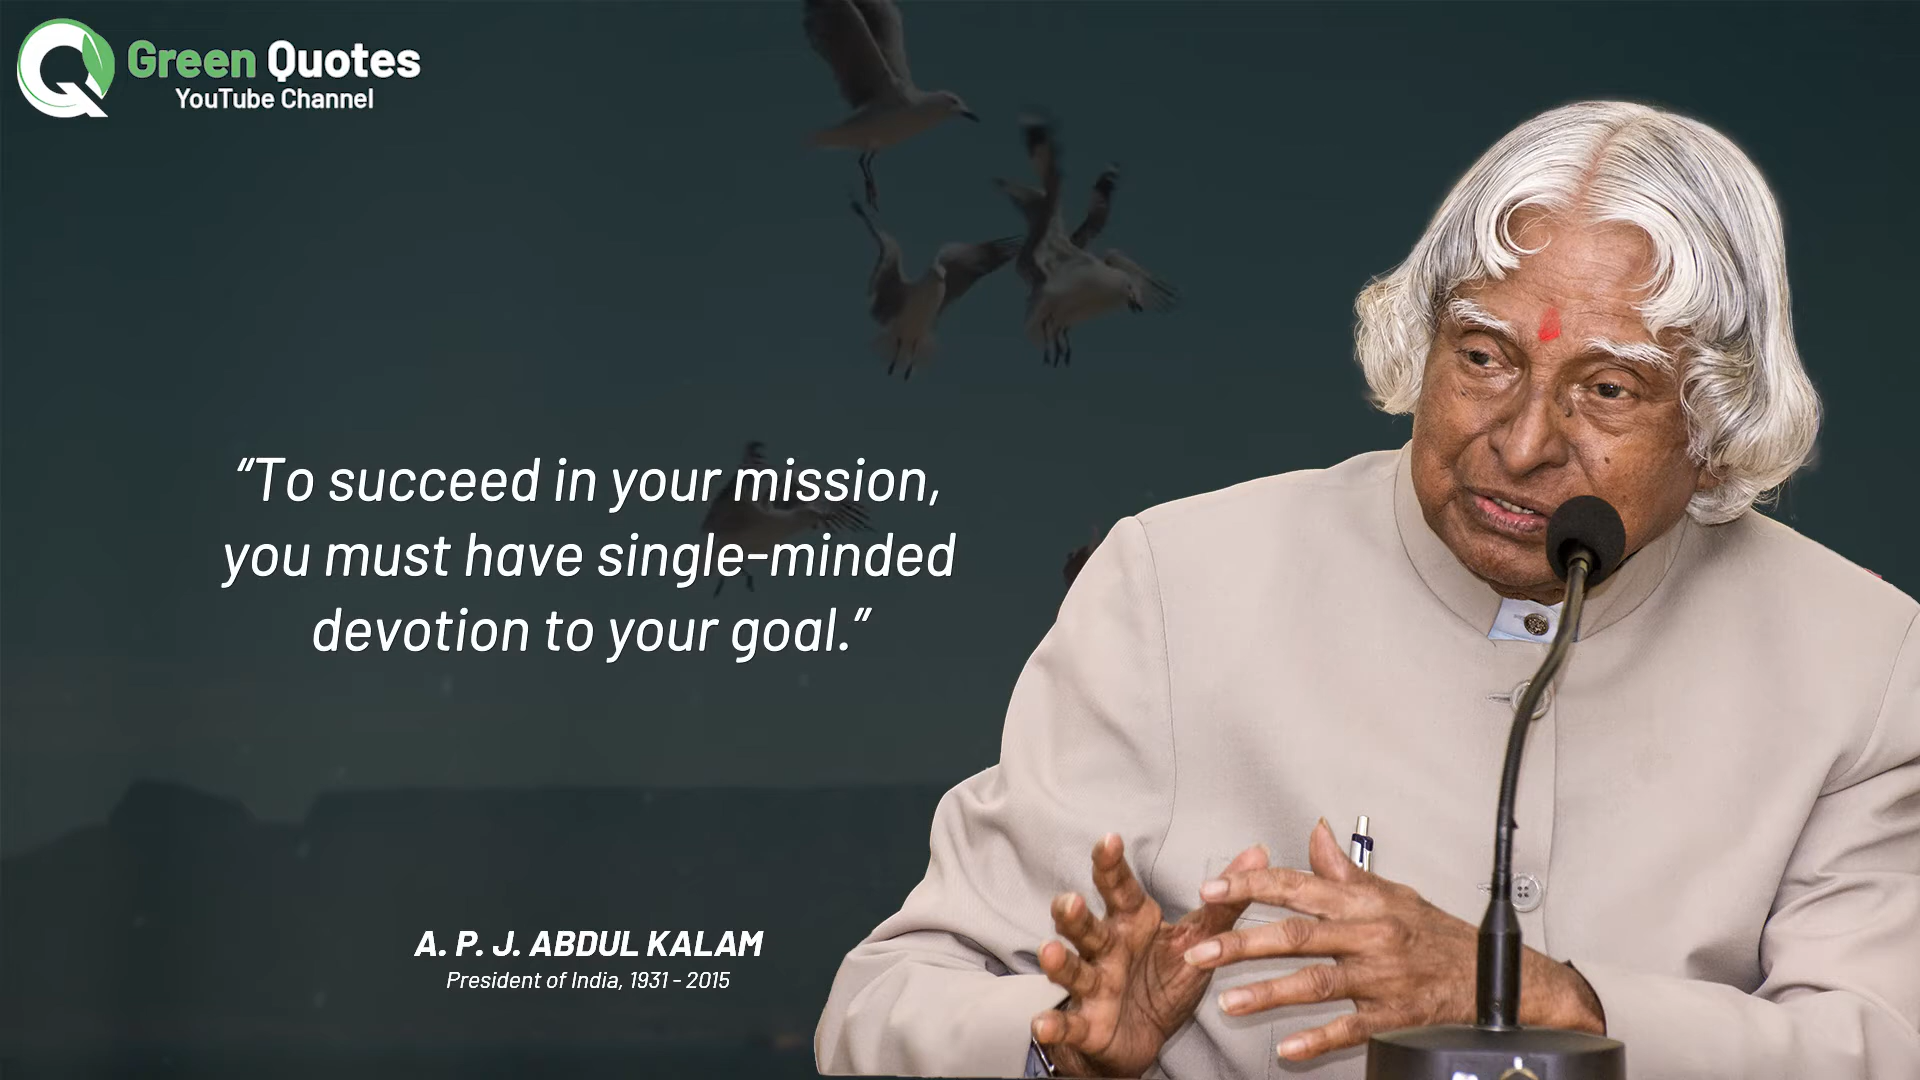 Green Quotes
YouTube Channel
“To succeed in your mission,
you must have single-minded
devotion to your goal.”
A. P. J. ABDUL KALAM
President of India, 1931 - 2015